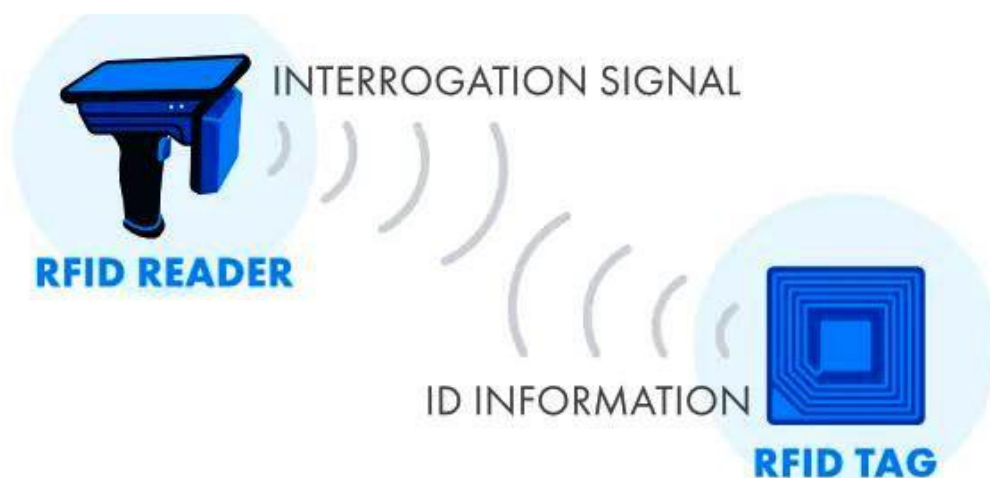 INTERROGATION SIGNAL
RFID READER
ID INFORMATION
RFID TAG